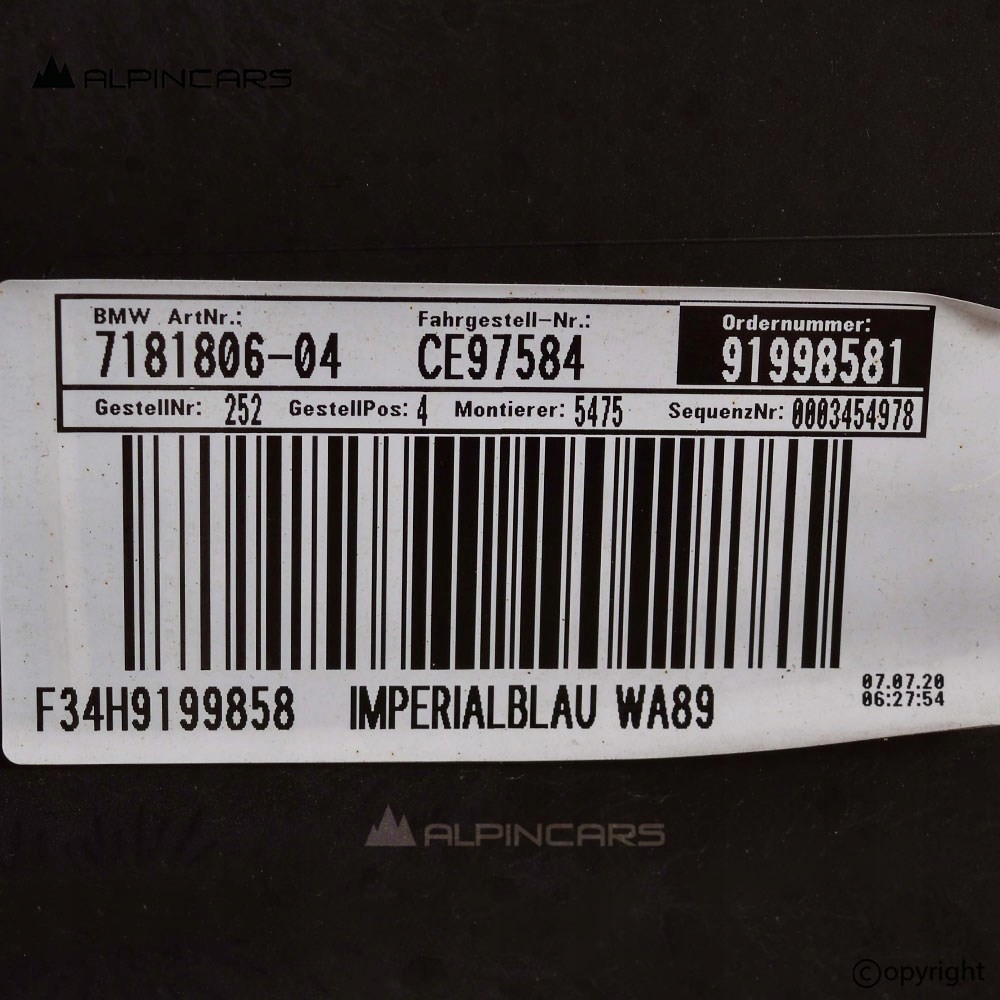 ALPINCARS
BMW ArtNr.: Fahrgestell-Nr.: Ordernummer:
7181806-04 CE97584 91998581
GestellNr: 252 GestellPos: 4 Montierer: 5475 SequenzNr: 0003454978
F34H9199858 IMPERIALBLAU WA89
07.07.20
06:27:54
ALPINCARS
©opyright